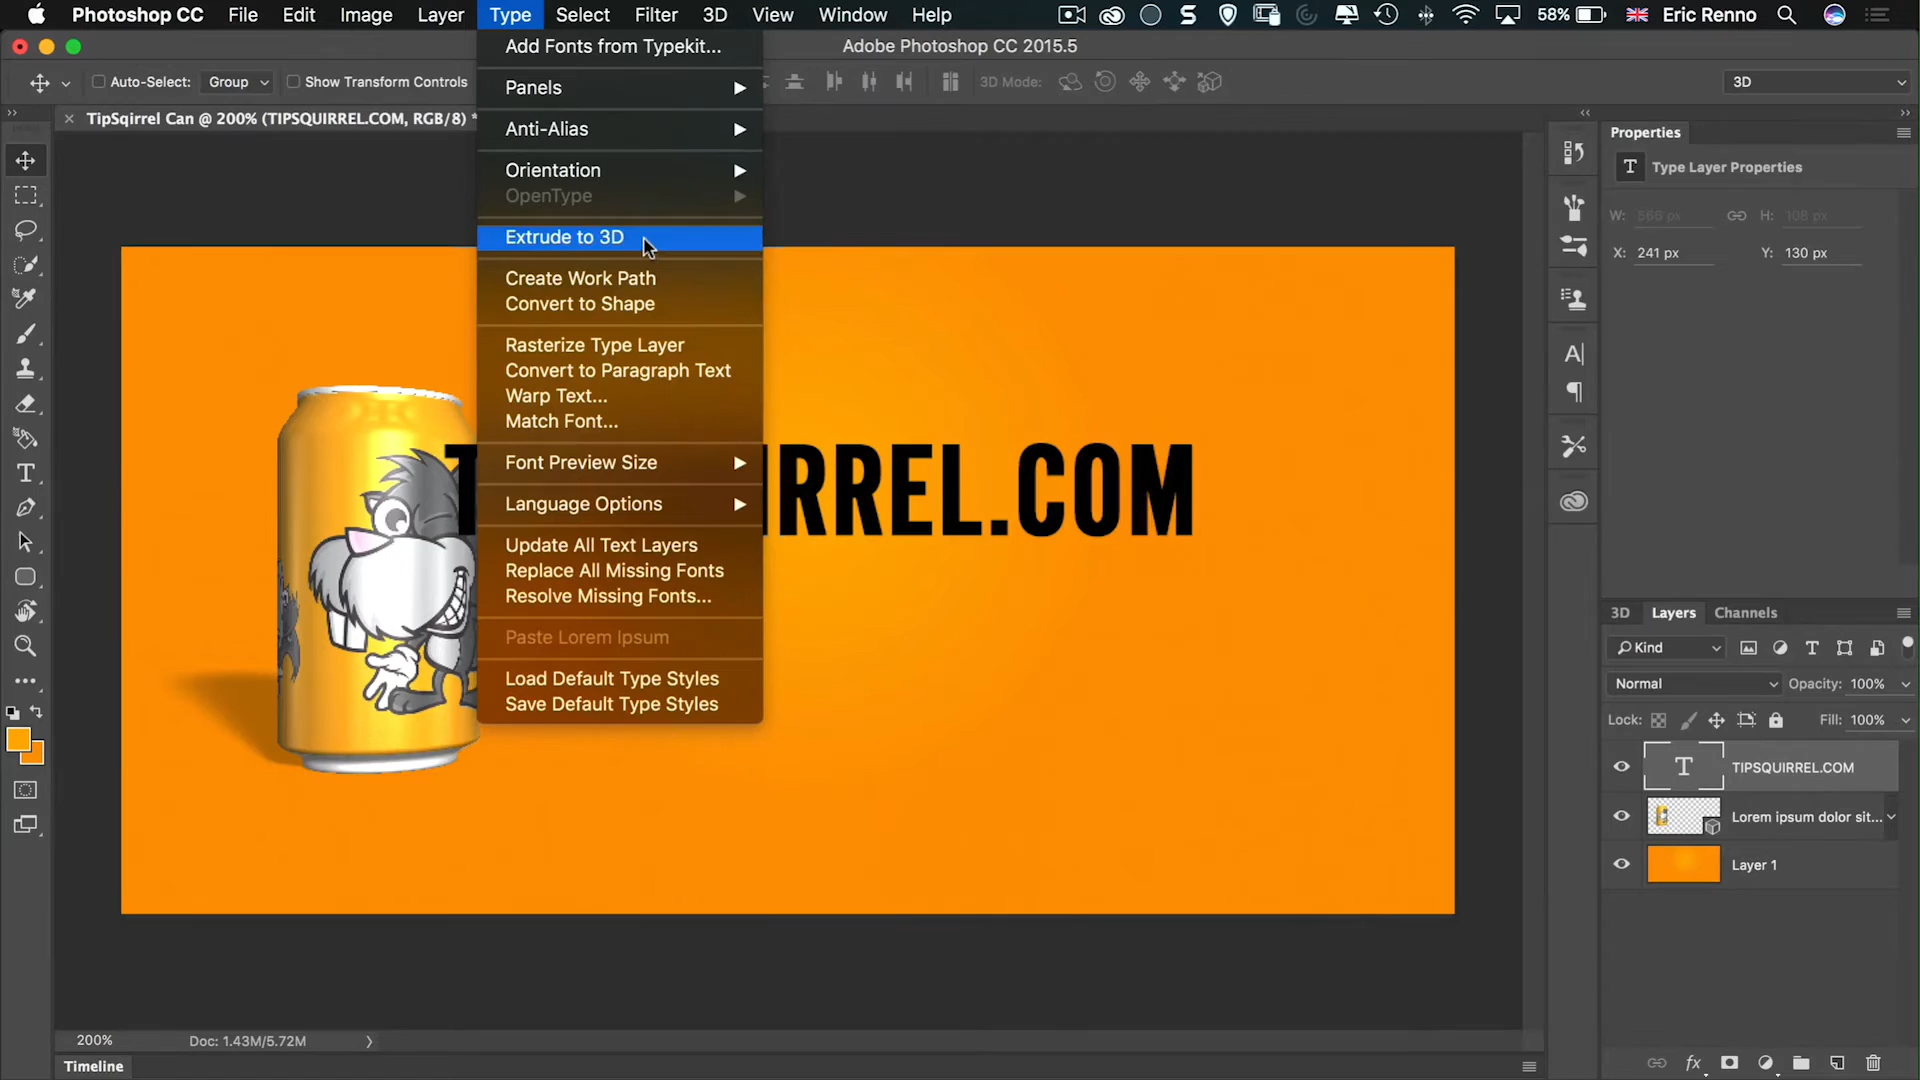 Photoshop CC File Edit Image Layer Type Select Filter 3D View Window Help 58% Eric Renno
Adobe Photoshop CC 2015.5
Auto-Select: Group Show Transform Controls 3D Mode: 3D
TipSqirrel Can @ 200% (TIPSQUIRREL.COM, RGB/8) *
Add Fonts from Typekit...
Panels
Anti-Alias
Orientation
OpenType
Extrude to 3D
Create Work Path
Convert to Shape
Rasterize Type Layer
Convert to Paragraph Text
Warp Text...
Match Font...
Font Preview Size
Language Options
Update All Text Layers
Replace All Missing Fonts
Resolve Missing Fonts...
Paste Lorem Ipsum
Load Default Type Styles
Save Default Type Styles
T IRREL.COM
Properties
Type Layer Properties
W: 566 px H: 108 px
X: 241 px Y: 130 px
3D Layers Channels
Kind
Normal Opacity: 100%
Lock: Fill: 100%
TIPSQUIRREL.COM
Lorem ipsum dolor sit...
Layer 1
fx
200% Doc: 1.43M/5.72M
Timeline